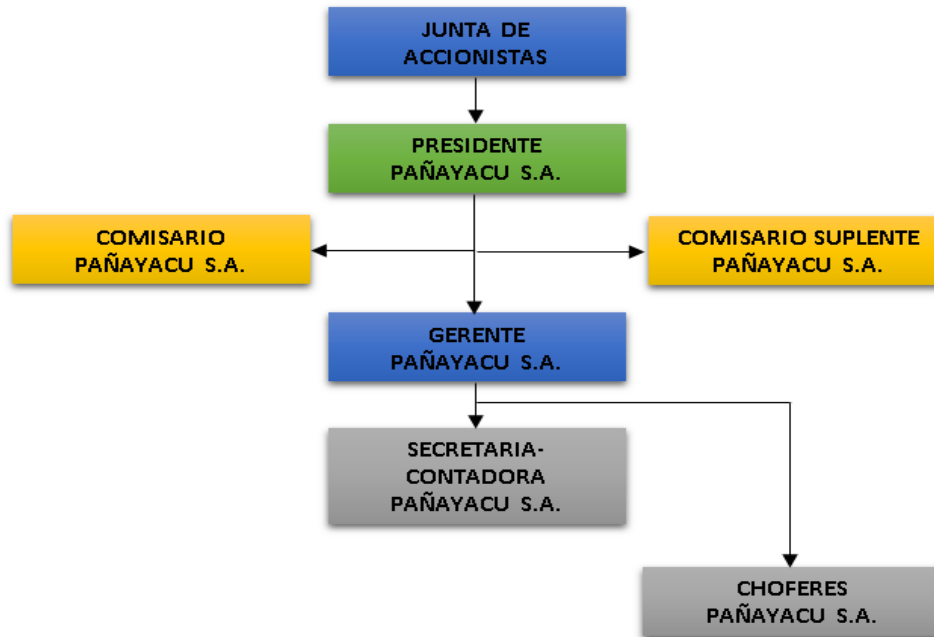 JUNTA DE
ACCIONISTAS
PRESIDENTE
PAÑAYACU S.A.
COMISARIO
PAÑAYACU S.A.
COMISARIO SUPLENTE
PAÑAYACU S.A.
GERENTE
PAÑAYACU S.A.
SECRETARIA-
CONTADORA
PAÑAYACU S.A.
CHOFERES
PAÑAYACU S.A.